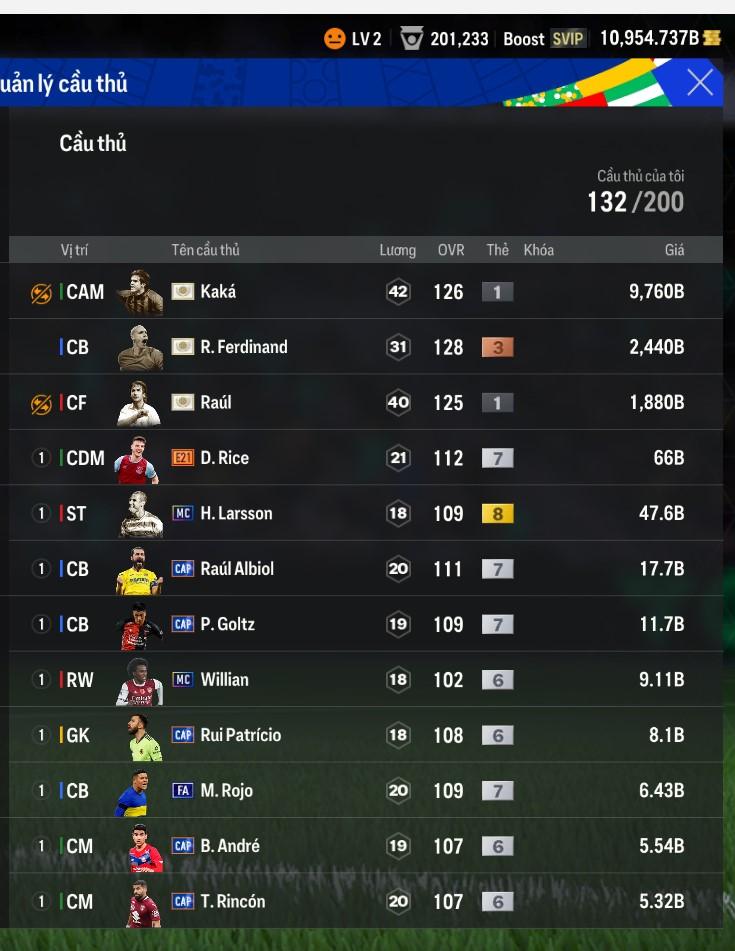 LV 2 201,233 Boost SVIP 10,954.737B
uản lý cầu thủ
Cầu thủ
Cầu thủ của tôi
132 /200
Vị trí Tên cầu thủ Lương OVR Thẻ Khóa Giá
CAM Kaká 42 126 1 9,760B
CB R. Ferdinand 31 128 3 2,440B
CF Raúl 40 125 1 1,880B
1 CDM E21 D. Rice 21 112 7 66B
1 ST MC H. Larsson 18 109 8 47.6B
1 CB CAP Raúl Albiol 20 111 7 17.7B
1 CB CAP P. Goltz 19 109 7 11.7B
1 RW MC Willian 18 102 6 9.11B
1 GK CAP Rui Patrício 18 108 6 8.1B
1 CB FA M. Rojo 20 109 7 6.43B
1 CM CAP B. André 19 107 6 5.54B
1 CM CAP T. Rincón 20 107 6 5.32B